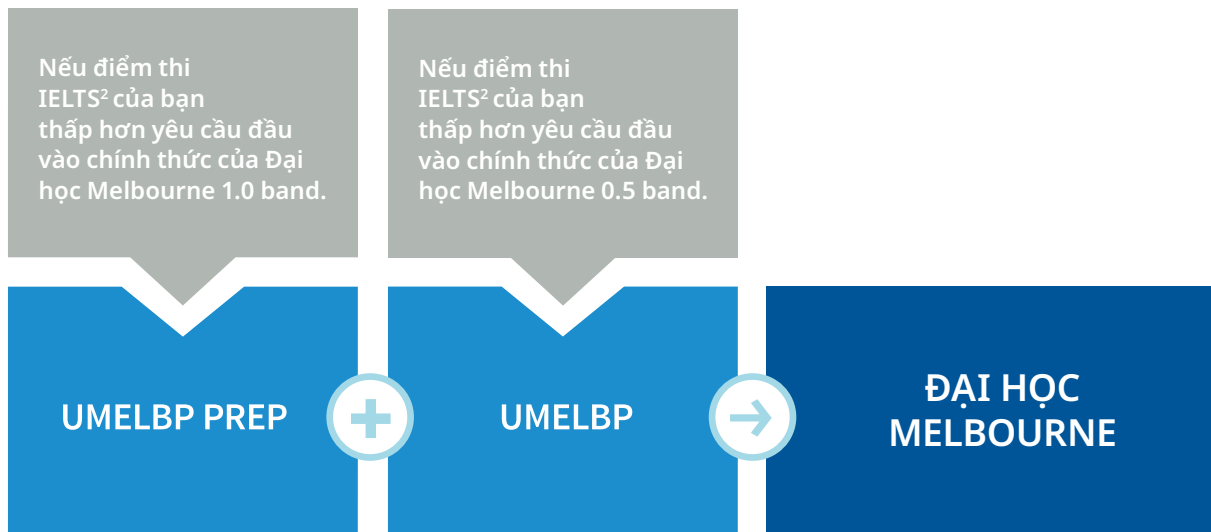 Nếu điểm thi
IELTS² của bạn
thấp hơn yêu cầu đầu
vào chính thức của Đại
học Melbourne 1.0 band.
Nếu điểm thi
IELTS² của bạn
thấp hơn yêu cầu đầu
vào chính thức của Đại
học Melbourne 0.5 band.
UMELBP PREP
UMELBP
ĐẠI HỌC
MELBOURNE